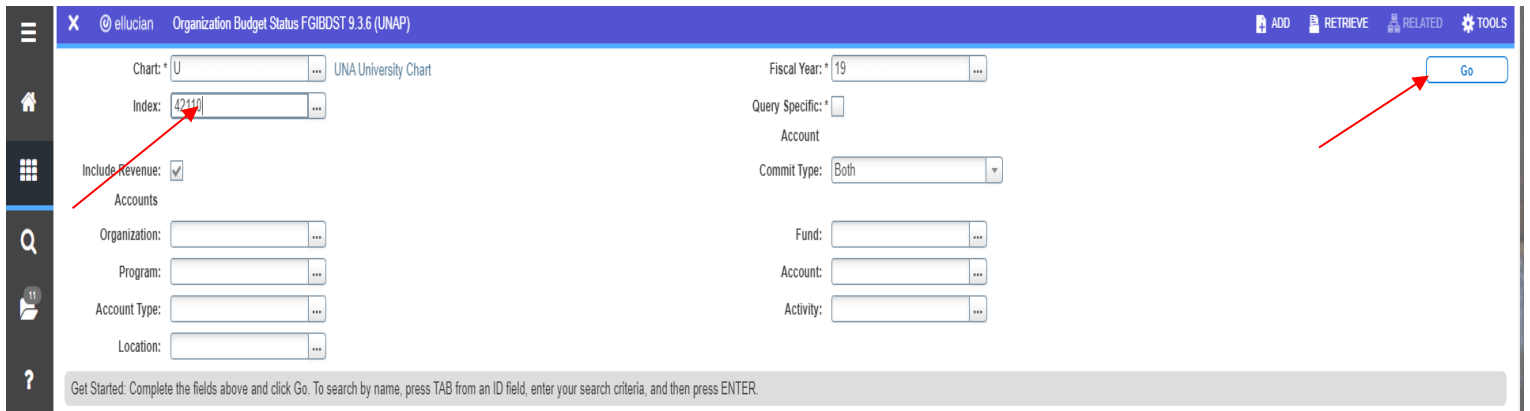 ellucian Organization Budget Status FGIBDST 9.3.6 (UNAP) ADD RETRIEVE RELATED TOOLS
Chart: * U ... UNA University Chart Fiscal Year: * 19 ... Go
Index: 42110 ... Query Specific: *
Account
Include Revenue: Commit Type: Both
Accounts
Organization: ... Fund: ...
Program: ... Account: ...
Account Type: ... Activity: ...
11
Location: ...
?
Get Started: Complete the fields above and click Go. To search by name, press TAB from an ID field, enter your search criteria, and then press ENTER.